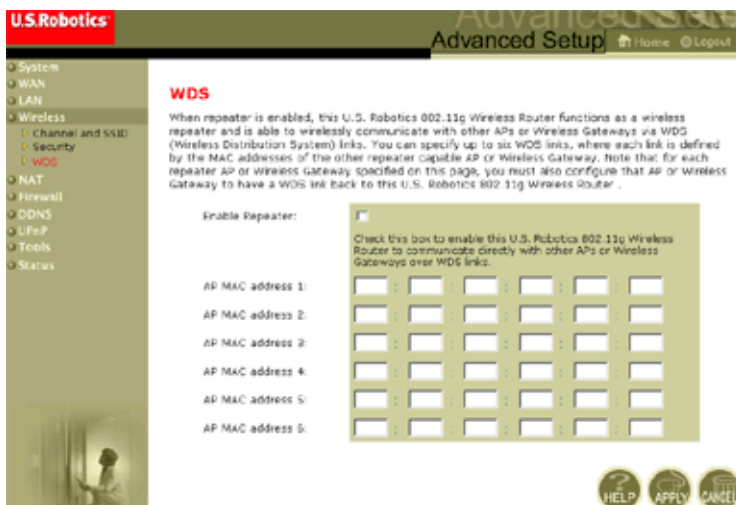 U.S.Robotics
Advanced Setup
Advanced Setup
Home
Logout
System
WAN
LAN
Wireless
Channel and SSID
Security
WDS
NAT
Firewall
DDNS
UPnP
Tools
Status
WDS
When repeater is enabled, this U.S. Robotics 802.11g Wireless Router functions as a wireless
repeater and is able to wirelessly communicate with other APs or Wireless Gateways via WDS
(Wireless Distribution System) links. You can specify up to six WDS links, where each link is defined
by the MAC addresses of the other repeater capable AP or Wireless Gateway. Note that for each
repeater AP or Wireless Gateway specified on this page, you must also configure that AP or Wireless
Gateway to have a WDS link back to this U.S. Robotics 802.11g Wireless Router .
Enable Repeater:
Check this box to enable this U.S. Robotics 802.11g Wireless
Router to communicate directly with other APs or Wireless
Gateways over WDS links.
AP MAC address 1: : : : : :
AP MAC address 2: : : : : :
AP MAC address 3: : : : : :
AP MAC address 4: : : : : :
AP MAC address 5: : : : : :
AP MAC address 6: : : : : :
HELP
APPLY
CANCEL